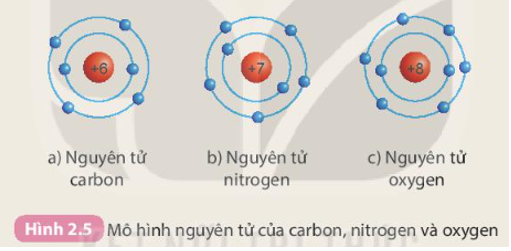 +6
+7
+8
a) Nguyên tử
carbon
b) Nguyên tử
nitrogen
c) Nguyên tử
oxygen
Hình 2.5 Mô hình nguyên tử của carbon, nitrogen và oxygen